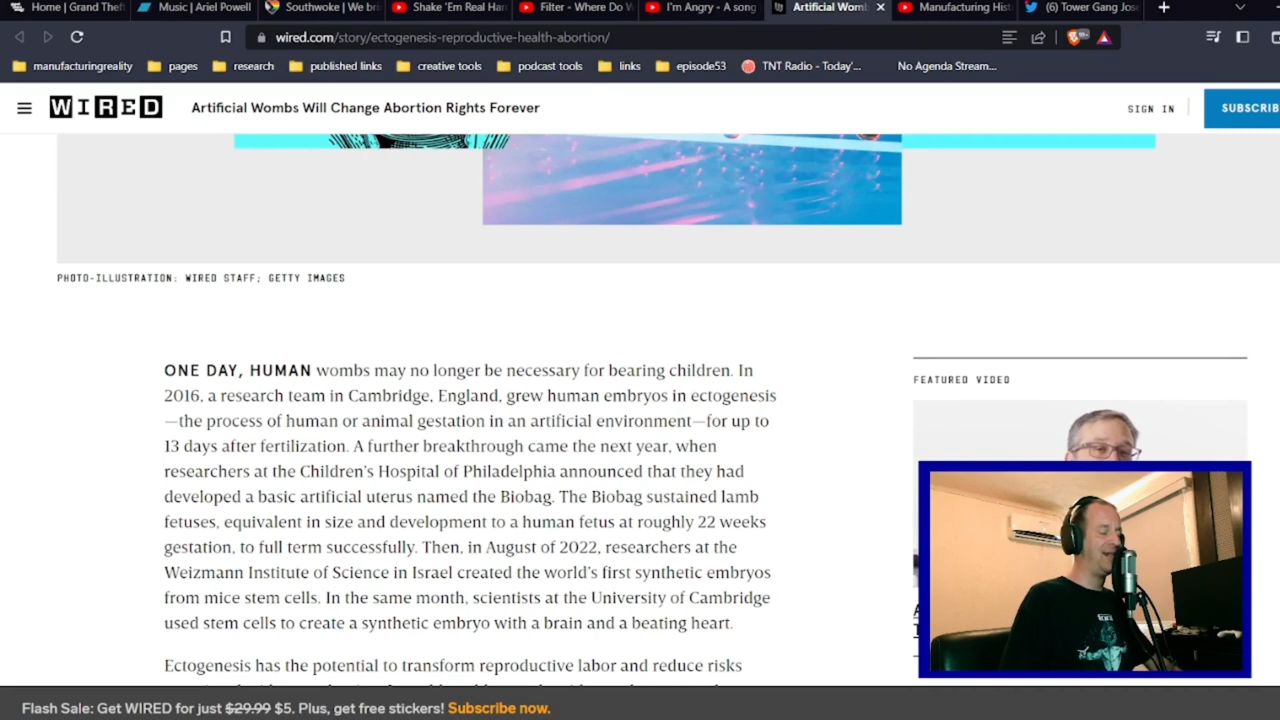 Home | Grand Theft
Music | Ariel Powell
Southwoke | We bri
Shake 'Em Real Har
Filter - Where Do W
I'm Angry - A song
Artificial Womb
Manufacturing His
(6) Tower Gang Jose
wired.com/story/ectogenesis-reproductive-health-abortion/
manufacturingreality
pages
research
published links
creative tools
podcast tools
links
episode53
TNT Radio - Today'...
No Agenda Stream...
WIRED
Artificial Wombs Will Change Abortion Rights Forever
SIGN IN
SUBSCRIB
PHOTO-ILLUSTRATION: WIRED STAFF; GETTY IMAGES
ONE DAY, HUMAN wombs may no longer be necessary for bearing children. In
2016, a research team in Cambridge, England, grew human embryos in ectogenesis
—the process of human or animal gestation in an artificial environment—for up to
13 days after fertilization. A further breakthrough came the next year, when
researchers at the Children's Hospital of Philadelphia announced that they had
developed a basic artificial uterus named the Biobag. The Biobag sustained lamb
fetuses, equivalent in size and development to a human fetus at roughly 22 weeks
gestation, to full term successfully. Then, in August of 2022, researchers at the
Weizmann Institute of Science in Israel created the world's first synthetic embryos
from mice stem cells. In the same month, scientists at the University of Cambridge
used stem cells to create a synthetic embryo with a brain and a beating heart.
Ectogenesis has the potential to transform reproductive labor and reduce risks
FEATURED VIDEO
Flash Sale: Get WIRED for just $29.99 $5. Plus, get free stickers! Subscribe now.